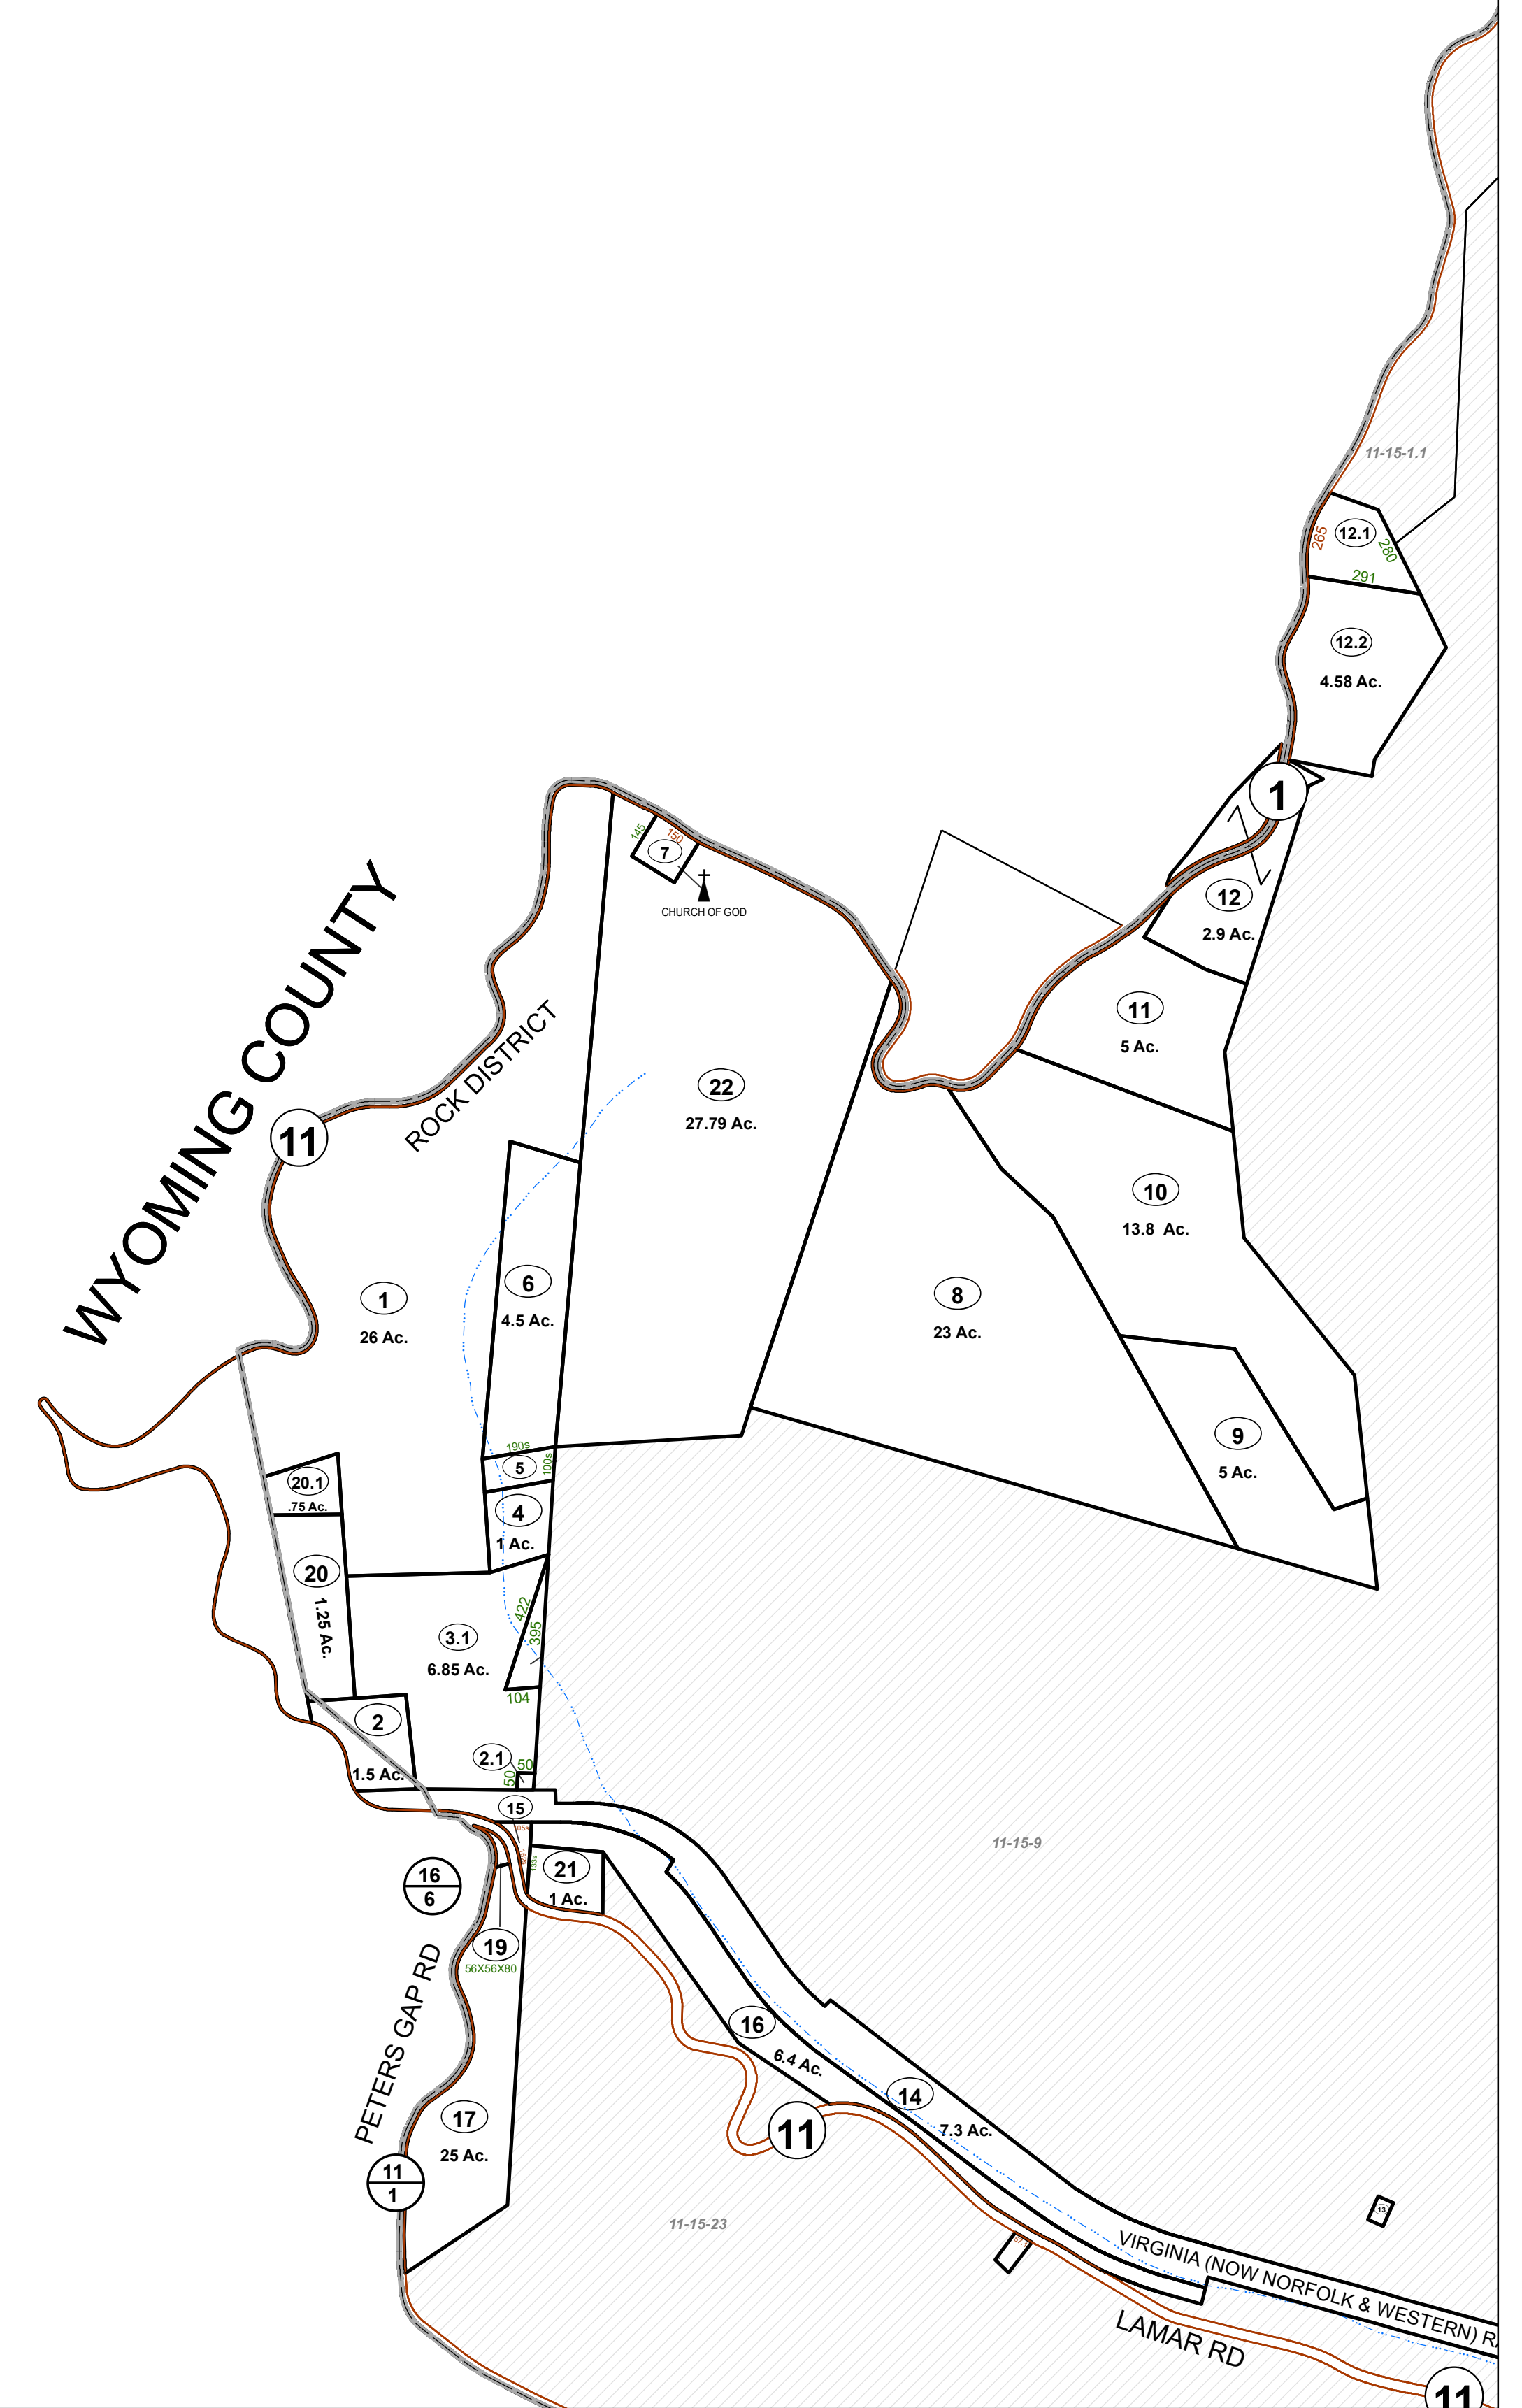 11-15-1.1
265
12.1
280
291
12.2
4.58 Ac.
1
145
150
7
CHURCH OF GOD
12
2.9 Ac.
WYOMING COUNTY
ROCK DISTRICT
11
5 Ac.
22
27.79 Ac.
11
10
13.8 Ac.
6
4.5 Ac.
1
26 Ac.
8
23 Ac.
9
5 Ac.
190s
100s
5
20.1
.75 Ac.
4
1 Ac.
20
1.25 Ac.
422
395
3.1
6.85 Ac.
104
2
1.5 Ac.
2.1
50
50
15
133s
21
1 Ac.
16
6
19
56X56X80
11-15-9
PETERS GAP RD
16
6.4 Ac.
14
7.3 Ac.
17
25 Ac.
11
11
1
13
11-15-23
VIRGINIA (NOW NORFOLK & WESTERN) R
LAMAR RD
11